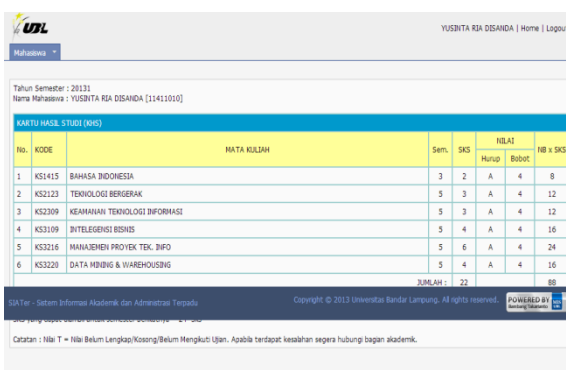 UBL
YUSINTA RIA DISANDA | Home | Logou
Mahasiswa
Tahun Semester : 20131
Nama Mahasiswa : YUSINTA RIA DISANDA [11411010]
KARTU HASIL STUDI (KHS)
No. KODE MATA KULIAH Sem. SKS NILAI NB x SKS
Hurup Bobot
1 KS1415 BAHASA INDONESIA 3 2 A 4 8
2 KS2123 TEKNOLOGI BERGERAK 5 3 A 4 12
3 KS2309 KEAMANAN TEKNOLOGI INFORMASI 5 3 A 4 12
4 KS3109 INTELEGENSI BISNIS 5 4 A 4 16
5 KS3216 MANAJEMEN PROYEK TEK. INFO 5 6 A 4 24
6 KS3220 DATA MINING & WAREHOUSING 5 4 A 4 16
JUMLAH : 22 88
SIATer - Sistem Informasi Akademik dan Administrasi Terpadu Copyright © 2013 Universitas Bandar Lampung. All rights reserved. POWERED BY
Catatan : Nilai T = Nilai Belum Lengkap/Kosong/Belum Mengikuti Ujian. Apabila terdapat kesalahan segera hubungi bagian akademik.